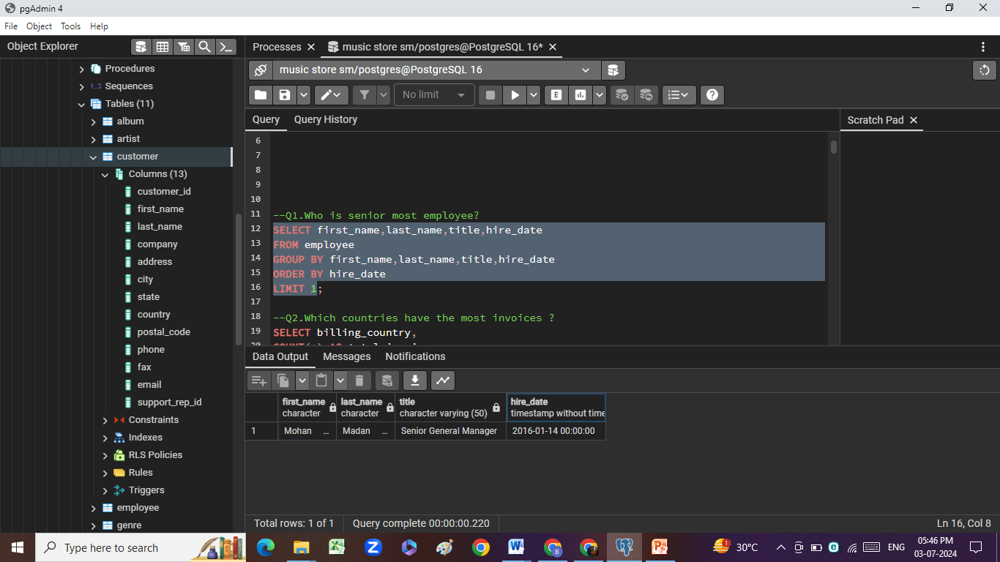 pgAdmin 4
File Object Tools Help
Object Explorer
Procedures
1..3 Sequences
Tables (11)
album
artist
customer
Columns (13)
customer_id
first_name
last_name
company
address
city
state
country
postal_code
phone
fax
email
support_rep_id
Constraints
Indexes
RLS Policies
Rules
Triggers
employee
genre
Processes
music store sm/postgres@PostgreSQL 16*
music store sm/postgres@PostgreSQL 16
No limit
E
Query Query History
Scratch Pad
6
7
8
9
10
11 --Q1.Who is senior most employee?
12 SELECT first_name,last_name,title,hire_date
13 FROM employee
14 GROUP BY first_name,last_name,title,hire_date
15 ORDER BY hire_date
16 LIMIT 1;
17
18 --Q2.Which countries have the most invoices ?
19 SELECT billing_country,
20
Data Output Messages Notifications
first_name last_name title hire_date
character character character varying (50) timestamp without time
1 Mohan ... Madan ... Senior General Manager 2016-01-14 00:00:00
Total rows: 1 of 1 Query complete 00:00:00.220 Ln 16, Col 8
Type here to search
1
30°C
ENG
05:46 PM
03-07-2024